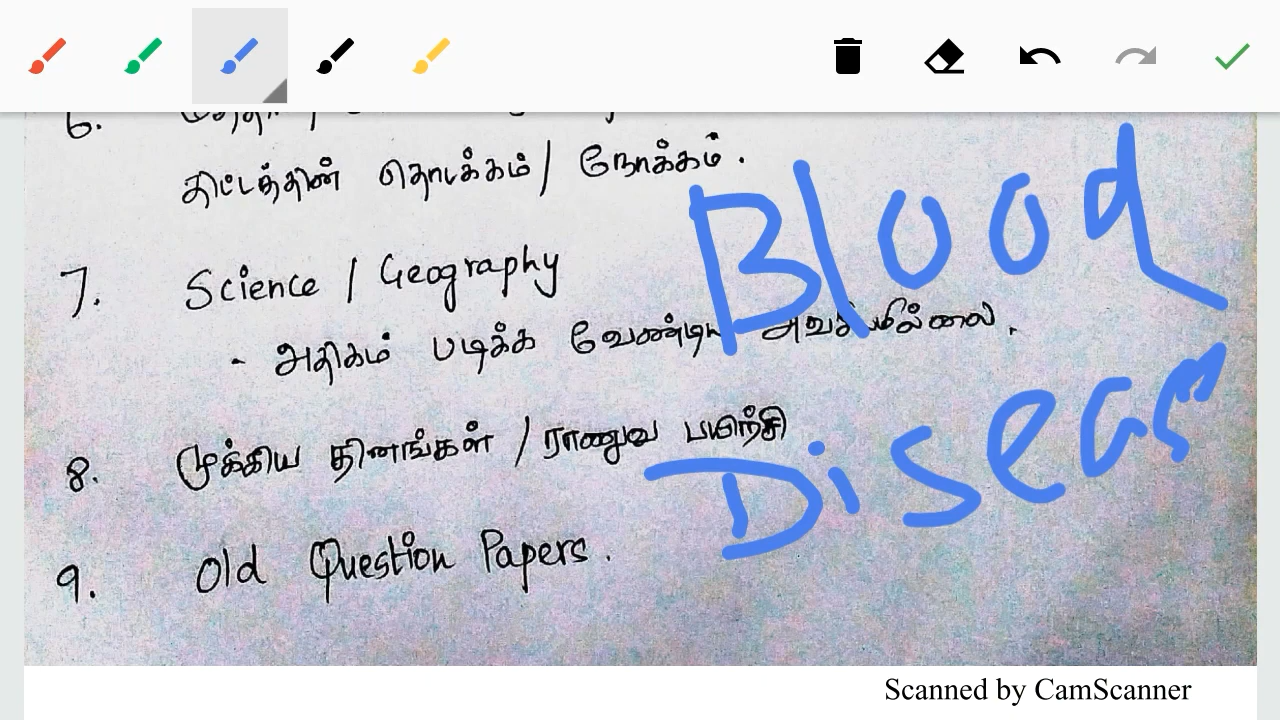 6.
திட்டத்தின் தொடக்கம் / நோக்கம்.
Blood
7. Science / Geography
- அதிகம் படிக்க வேண்டிய அவசியமில்லை.
8. முக்கிய தினங்கள் / ராணுவ பயிற்சி
Diseas
9. Old Question Papers.
Scanned by CamScanner